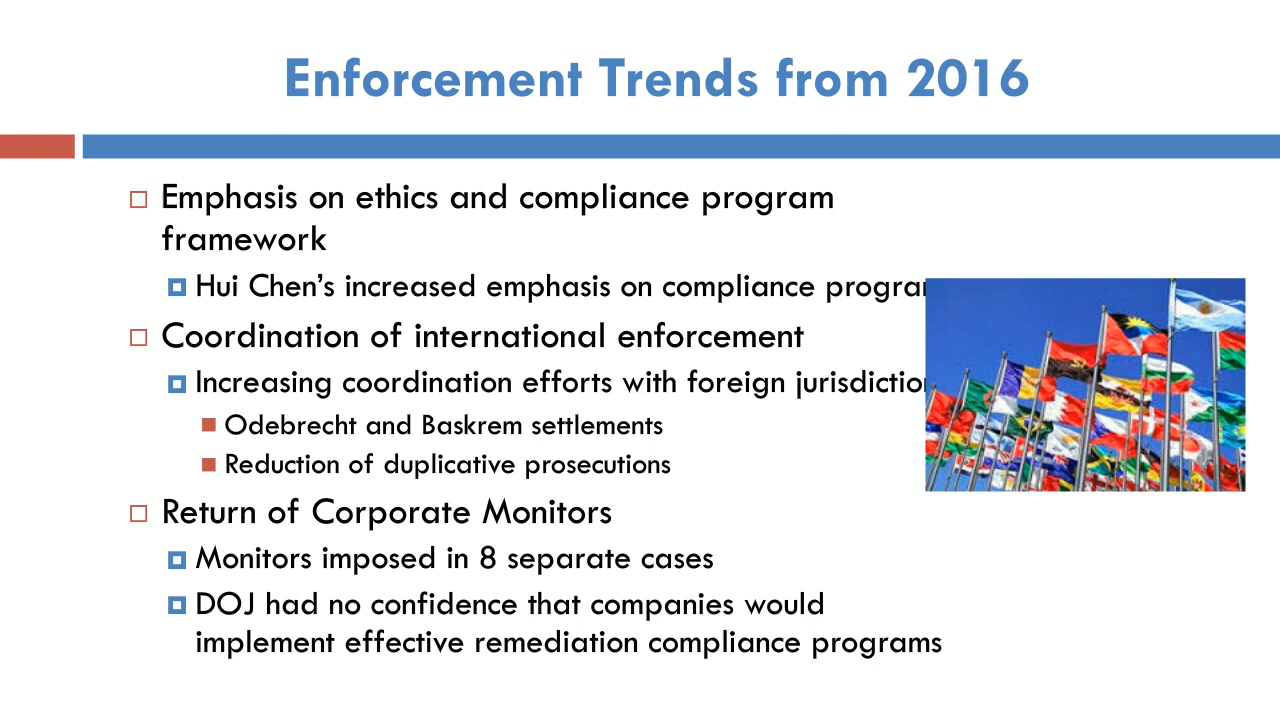 Enforcement Trends from 2016
Emphasis on ethics and compliance program
framework
Hui Chen’s increased emphasis on compliance
Coordination of international enforcement
Increasing coordination efforts with foreign
Odebrecht and Baskrem settlements
Reduction of duplicative prosecutions
Return of Corporate Monitors
Monitors imposed in 8 separate cases
DOJ had no confidence that companies would
implement effective remediation compliance programs